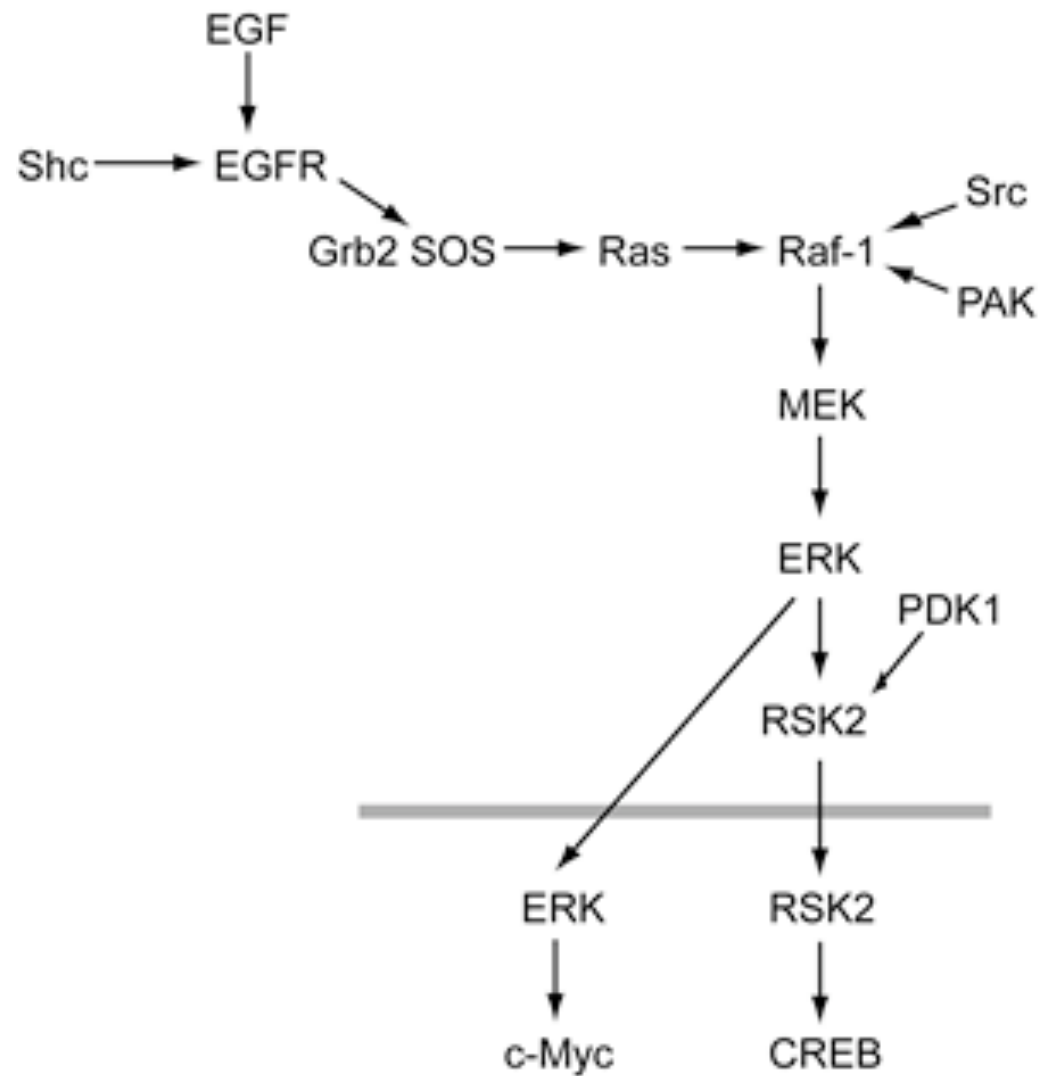 EGF
Shc EGFR
Src
Grb2 SOS Ras Raf-1
PAK
MEK
ERK
PDK1
RSK2
ERK RSK2
c-Myc CREB